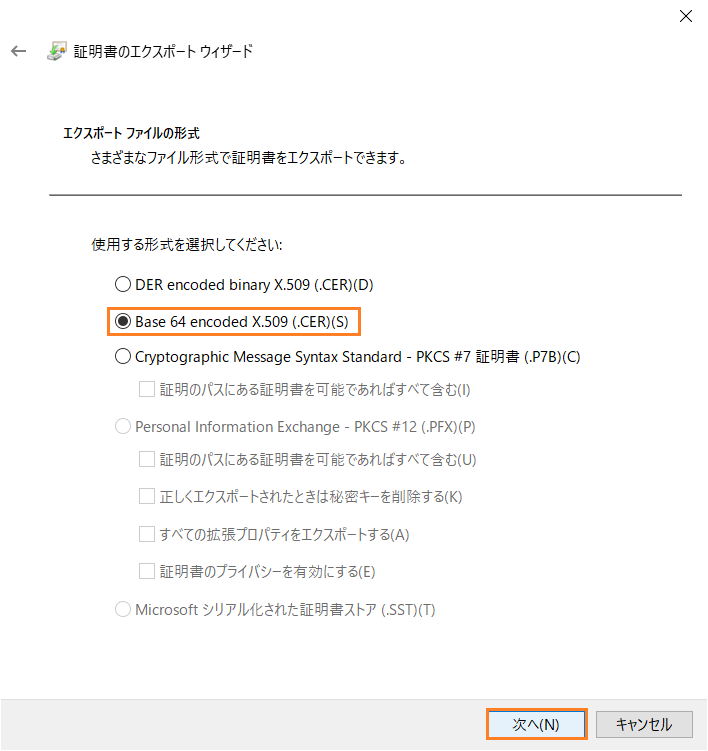 証明書のエクスポート ウィザード
エクスポート ファイルの形式
さまざまなファイル形式で証明書をエクスポートできます。
使用する形式を選択してください:
DER encoded binary X.509 (.CER)(D)
Base 64 encoded X.509 (.CER)(S)
Cryptographic Message Syntax Standard - PKCS #7 証明書 (.P7B)(C)
証明のパスにある証明書を可能であればすべて含む(I)
Personal Information Exchange - PKCS #12 (.PFX)(P)
証明のパスにある証明書を可能であればすべて含む(U)
正しくエクスポートされたときは秘密キーを削除する(K)
すべての拡張プロパティをエクスポートする(A)
証明書のプライバシーを有効にする(E)
Microsoft シリアル化された証明書ストア (.SST)(T)
次へ(N)
キャンセル